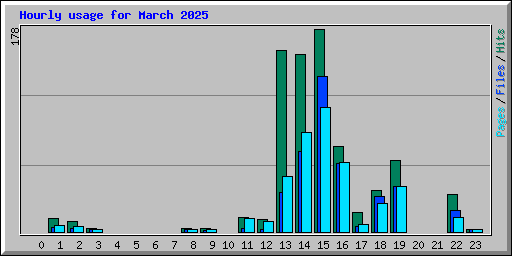 Hourly usage for March 2025
178
Pages/Files/Hits
0 1 2 3 4 5 6 7 8 9 10 11 12 13 14 15 16 17 18 19 20 21 22 23